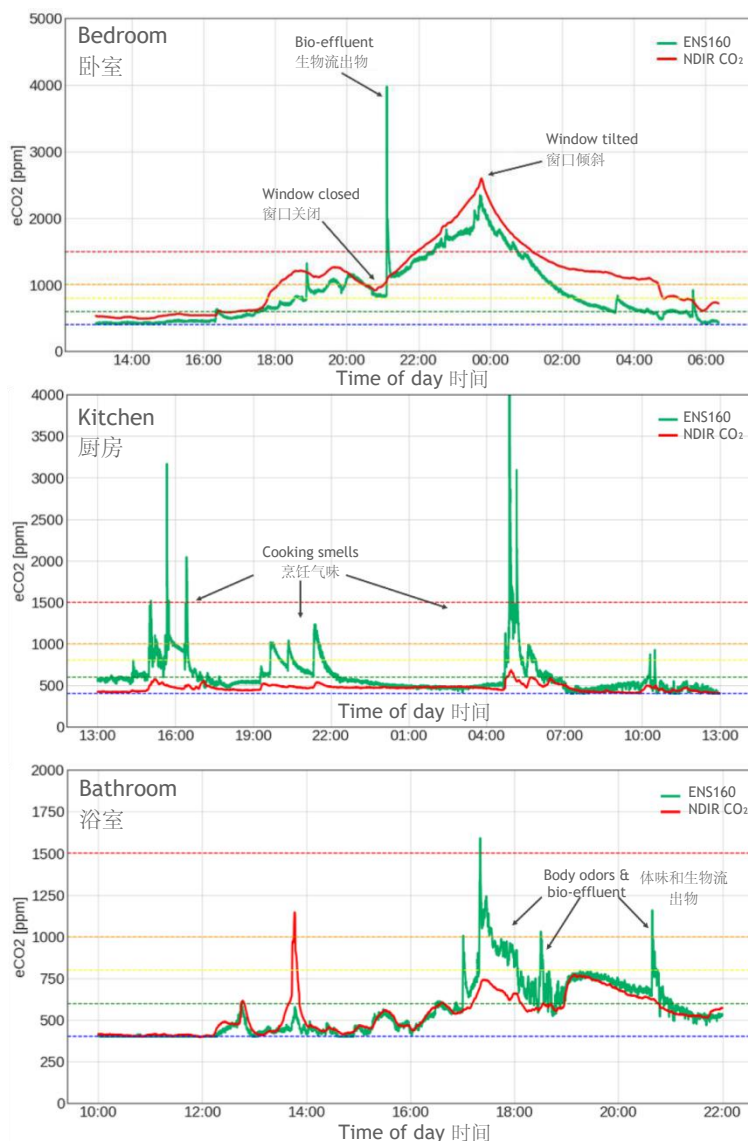 Bedroom
卧室
Bio-effluent
生物流出物
ENS160
NDIR CO₂
Window tilted
窗口倾斜
Window closed
窗口关闭
eCO2 [ppm]
5000
4000
3000
2000
1000
0
14:00 16:00 18:00 20:00 22:00 00:00 02:00 04:00 06:00
Time of day 时间
Kitchen
厨房
ENS160
NDIR CO₂
Cooking smells
烹饪气味
eCO2 [ppm]
4000
3500
3000
2500
2000
1500
1000
500
0
Time of day 时间
13:00 16:00 19:00 22:00 01:00 04:00 07:00 10:00 13:00
Bathroom
浴室
ENS160
NDIR CO₂
Body odors &
bio-effluent
体味和生物流
出物
eCO2 [ppm]
2000
1750
1500
1250
1000
750
500
250
0
10:00 12:00 14:00 16:00 18:00 20:00 22:00
Time of day 时间